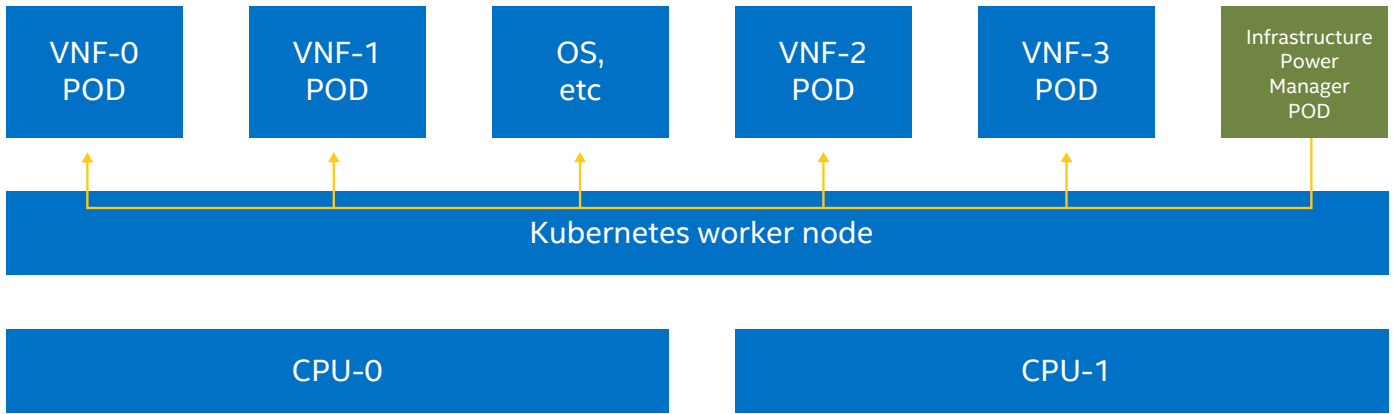 VNF-0
POD
VNF-1
POD
OS,
etc
VNF-2
POD
VNF-3
POD
Infrastructure
Power
Manager
POD
Kubernetes worker node
CPU-0
CPU-1